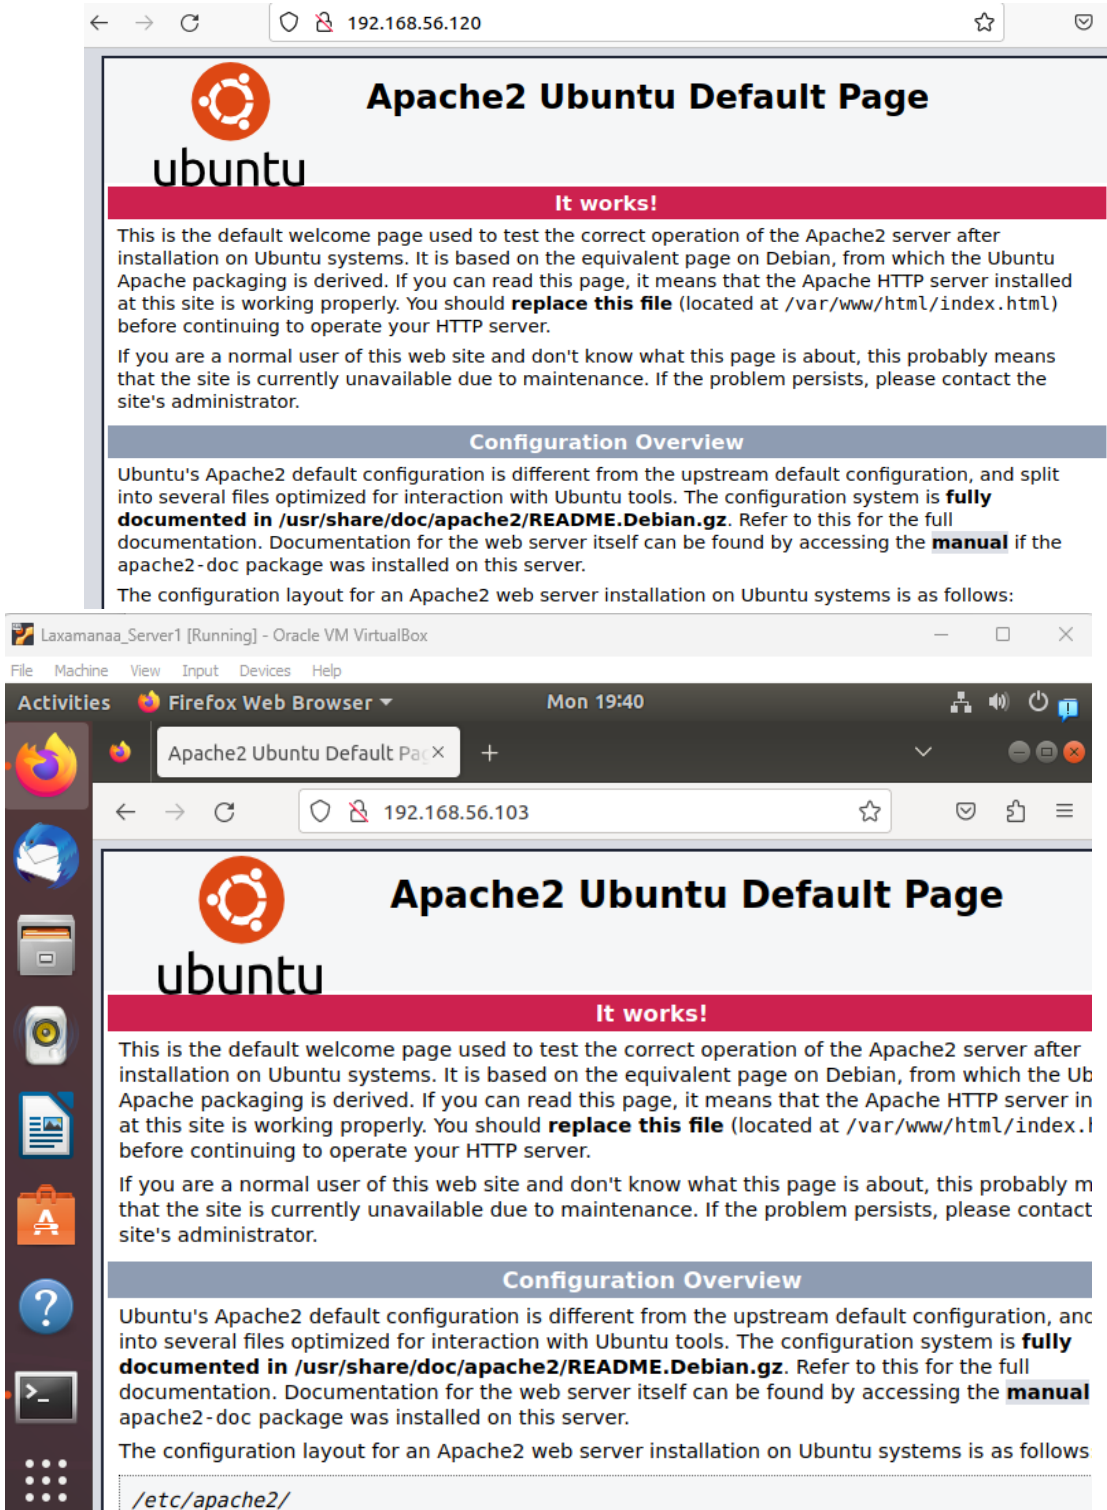 192.168.56.120
Apache2 Ubuntu Default Page
ubuntu
It works!
This is the default welcome page used to test the correct operation of the Apache2 server after
installation on Ubuntu systems. It is based on the equivalent page on Debian, from which the Ubuntu
Apache packaging is derived. If you can read this page, it means that the Apache HTTP server installed
at this site is working properly. You should replace this file (located at /var/www/html/index.html)
before continuing to operate your HTTP server.
If you are a normal user of this web site and don't know what this page is about, this probably means
that the site is currently unavailable due to maintenance. If the problem persists, please contact the
site's administrator.
Configuration Overview
Ubuntu's Apache2 default configuration is different from the upstream default configuration, and split
into several files optimized for interaction with Ubuntu tools. The configuration system is fully
documented in /usr/share/doc/apache2/README.Debian.gz. Refer to this for the full
documentation. Documentation for the web server itself can be found by accessing the manual if the
apache2-doc package was installed on this server.
The configuration layout for an Apache2 web server installation on Ubuntu systems is as follows:
Laxamanaa_Server1 [Running] - Oracle VM VirtualBox
File Machine View Input Devices Help
Activities Firefox Web Browser Mon 19:40
Apache2 Ubuntu Default Pag
192.168.56.103
Apache2 Ubuntu Default Page
ubuntu
It works!
This is the default welcome page used to test the correct operation of the Apache2 server after
installation on Ubuntu systems. It is based on the equivalent page on Debian, from which the Ub
Apache packaging is derived. If you can read this page, it means that the Apache HTTP server in
at this site is working properly. You should replace this file (located at /var/www/html/index.
before continuing to operate your HTTP server.
If you are a normal user of this web site and don't know what this page is about, this probably m
that the site is currently unavailable due to maintenance. If the problem persists, please contact
site's administrator.
Configuration Overview
Ubuntu's Apache2 default configuration is different from the upstream default configuration, and
into several files optimized for interaction with Ubuntu tools. The configuration system is fully
documented in /usr/share/doc/apache2/README.Debian.gz. Refer to this for the full
documentation. Documentation for the web server itself can be found by accessing the manual
apache2-doc package was installed on this server.
The configuration layout for an Apache2 web server installation on Ubuntu systems is as follows
/etc/apache2/